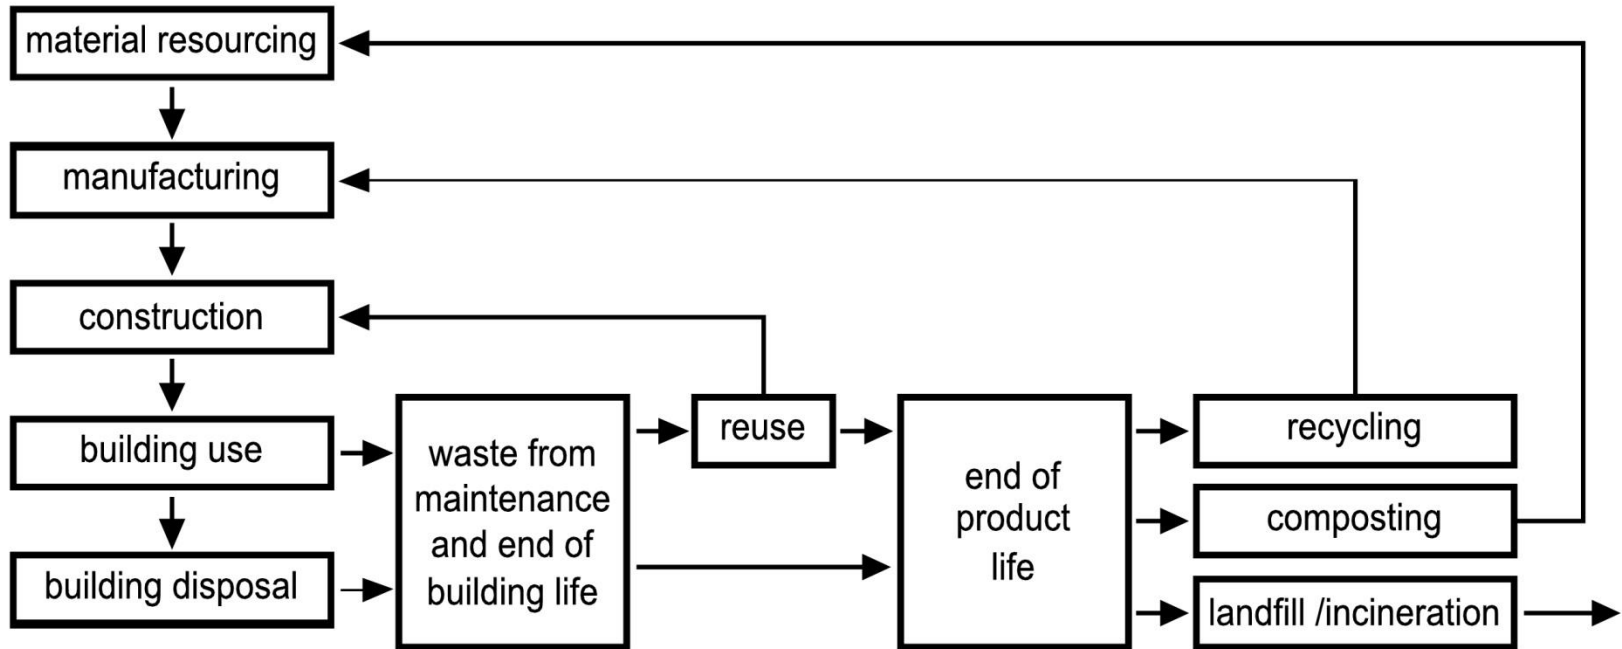 material resourcing
manufacturing
construction
building use
building disposal
waste from
maintenance
and end of
building life
reuse
end of
product
life
recycling
composting
landfill /incineration